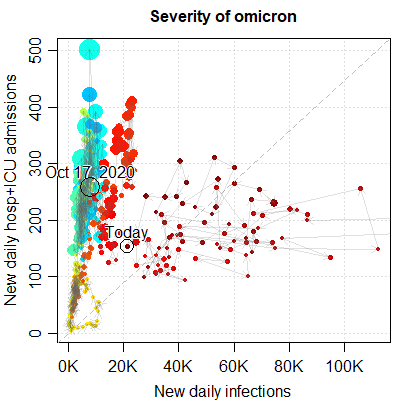 Severity of omicron
New daily hosp+ICU admissions
500
400
300
200
100
0
Oct 17, 2020
Today
0K 20K 40K 60K 80K 100K
New daily infections